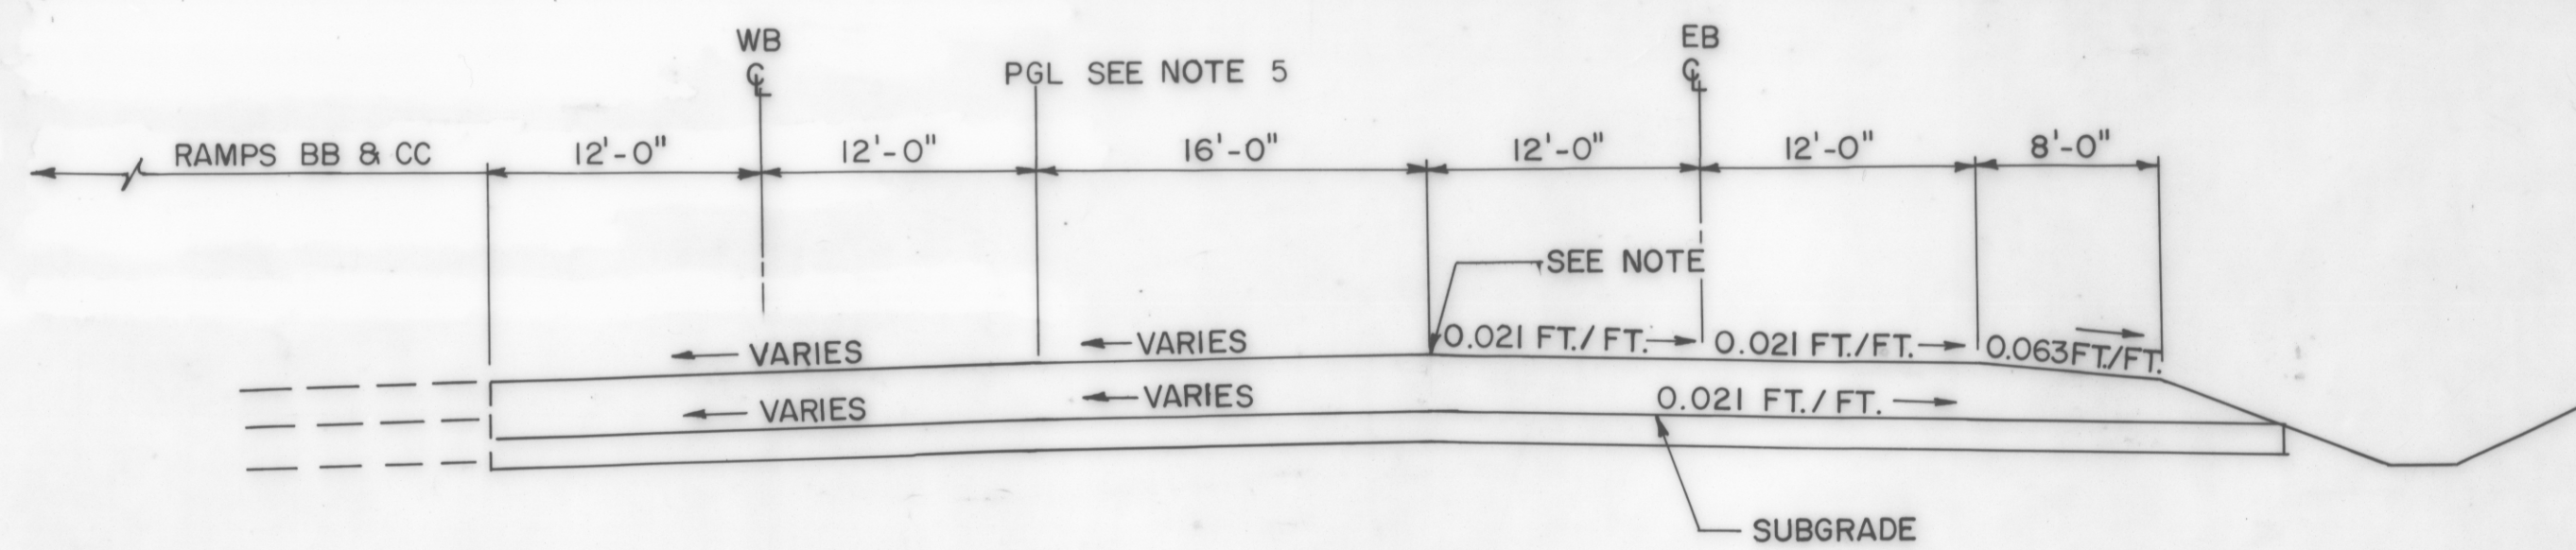 WB
℄
EB
℄
PGL SEE NOTE 5
RAMPS BB & CC
12'-0"
12'-0"
16'-0"
12'-0"
12'-0"
8'-0"
SEE NOTE
VARIES
VARIES
0.021 FT./FT.
0.021 FT./FT.
0.063 FT./FT.
VARIES
VARIES
0.021 FT./FT.
SUBGRADE